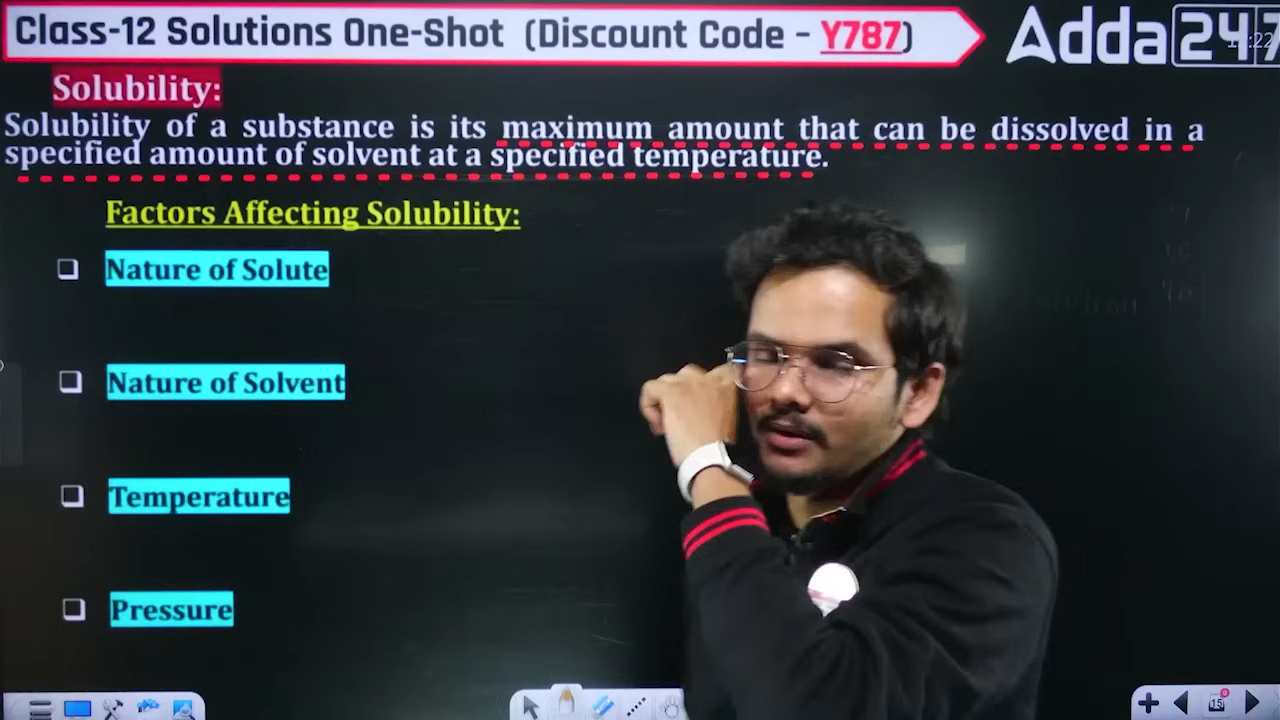 Class-12 Solutions One-Shot (Discount Code - Y787)
Adda247
Solubility:
Solubility of a substance is its maximum amount that can be dissolved in a
specified amount of solvent at a specified temperature.
Factors Affecting Solubility:
Nature of Solute
Nature of Solvent
Temperature
Pressure
15